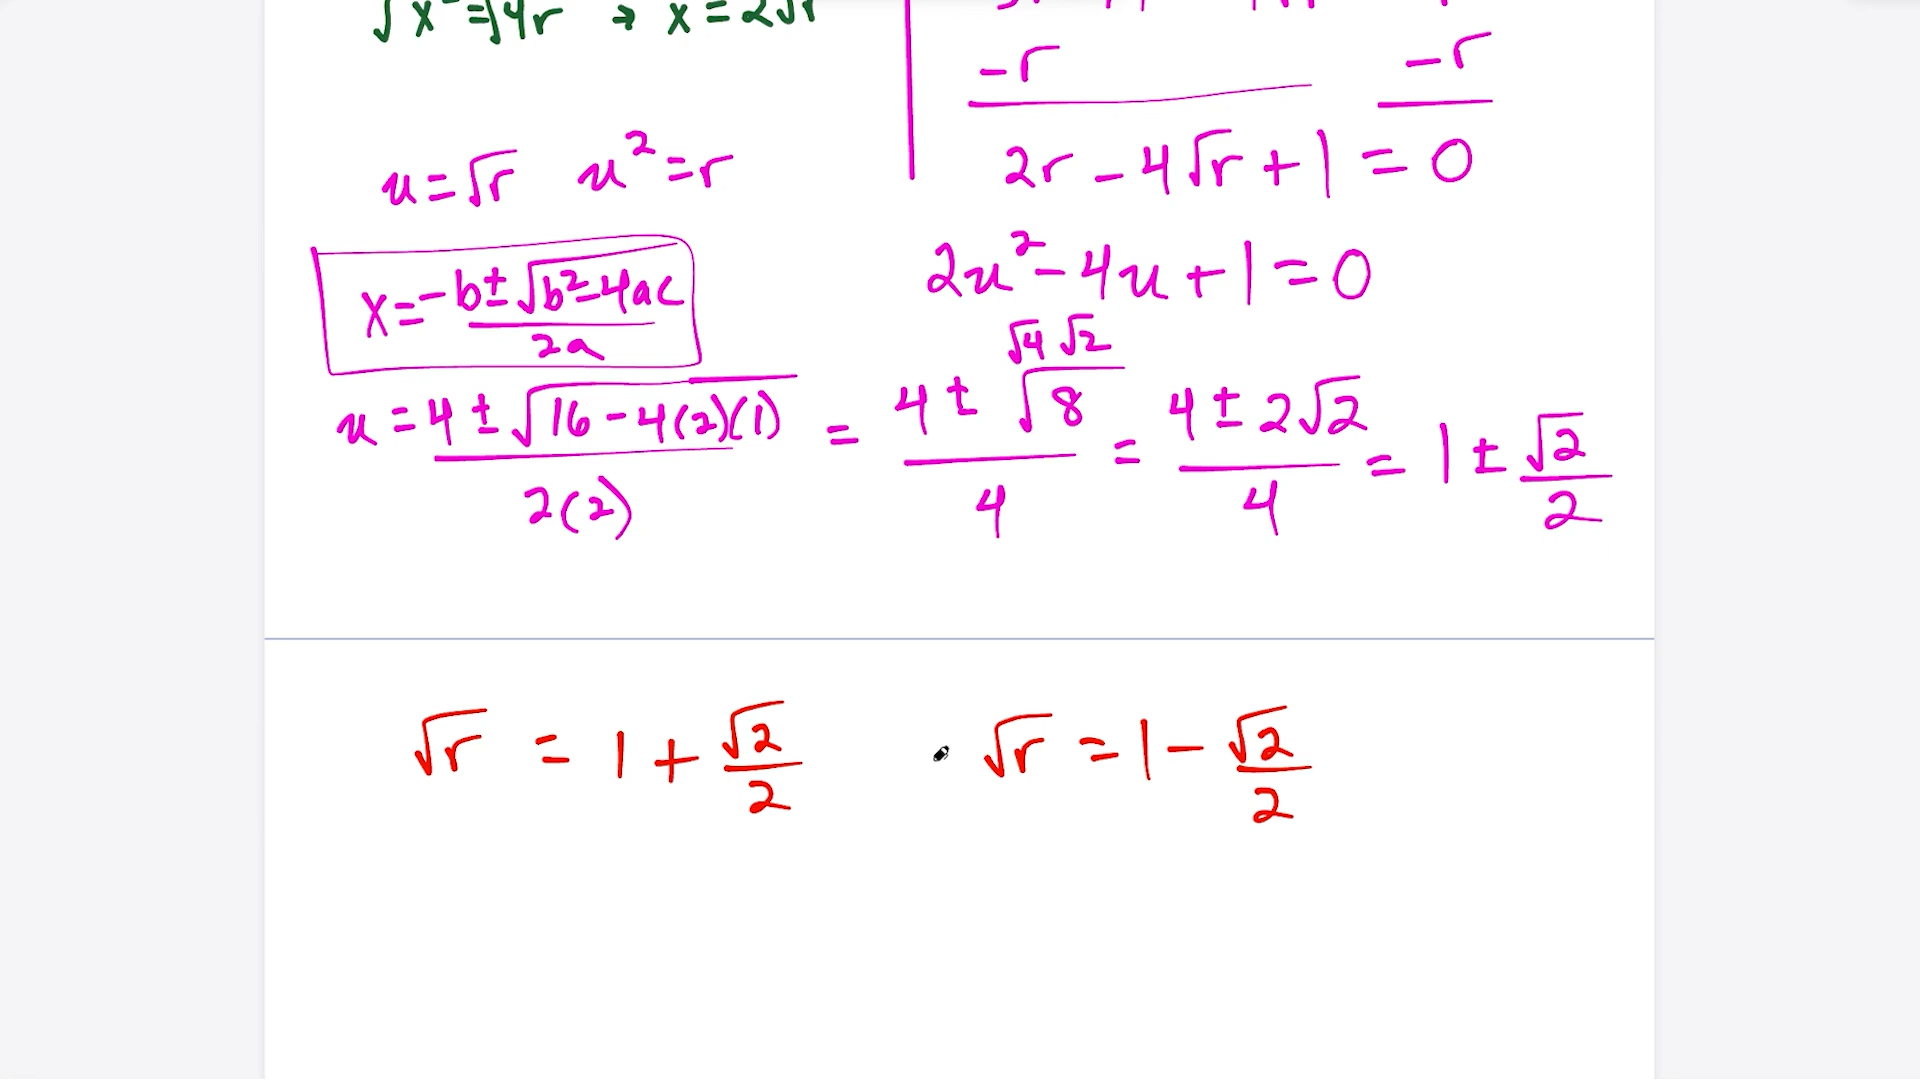 √x² = √4r → x = 2√r
-r -r
2r - 4√r + 1 = 0
u = √r u² = r
2u² - 4u + 1 = 0
x = -b ± √b² - 4ac / 2a
√4 √2
u = 4 ± √16 - 4(2)(1) / 2(2) = 4 ± √8 / 4 = 4 ± 2√2 / 4 = 1 ± √2 / 2
√r = 1 + √2 / 2 √r = 1 - √2 / 2